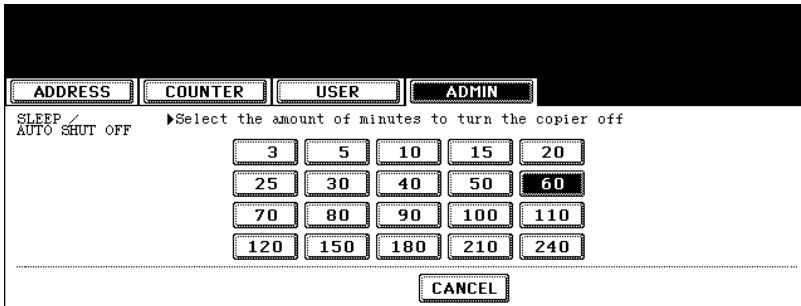 ADDRESS COUNTER USER ADMIN
SLEEP / ▶Select the amount of minutes to turn the copier off
AUTO SHUT OFF
3 5 10 15 20
25 30 40 50 60
70 80 90 100 110
120 150 180 210 240
CANCEL